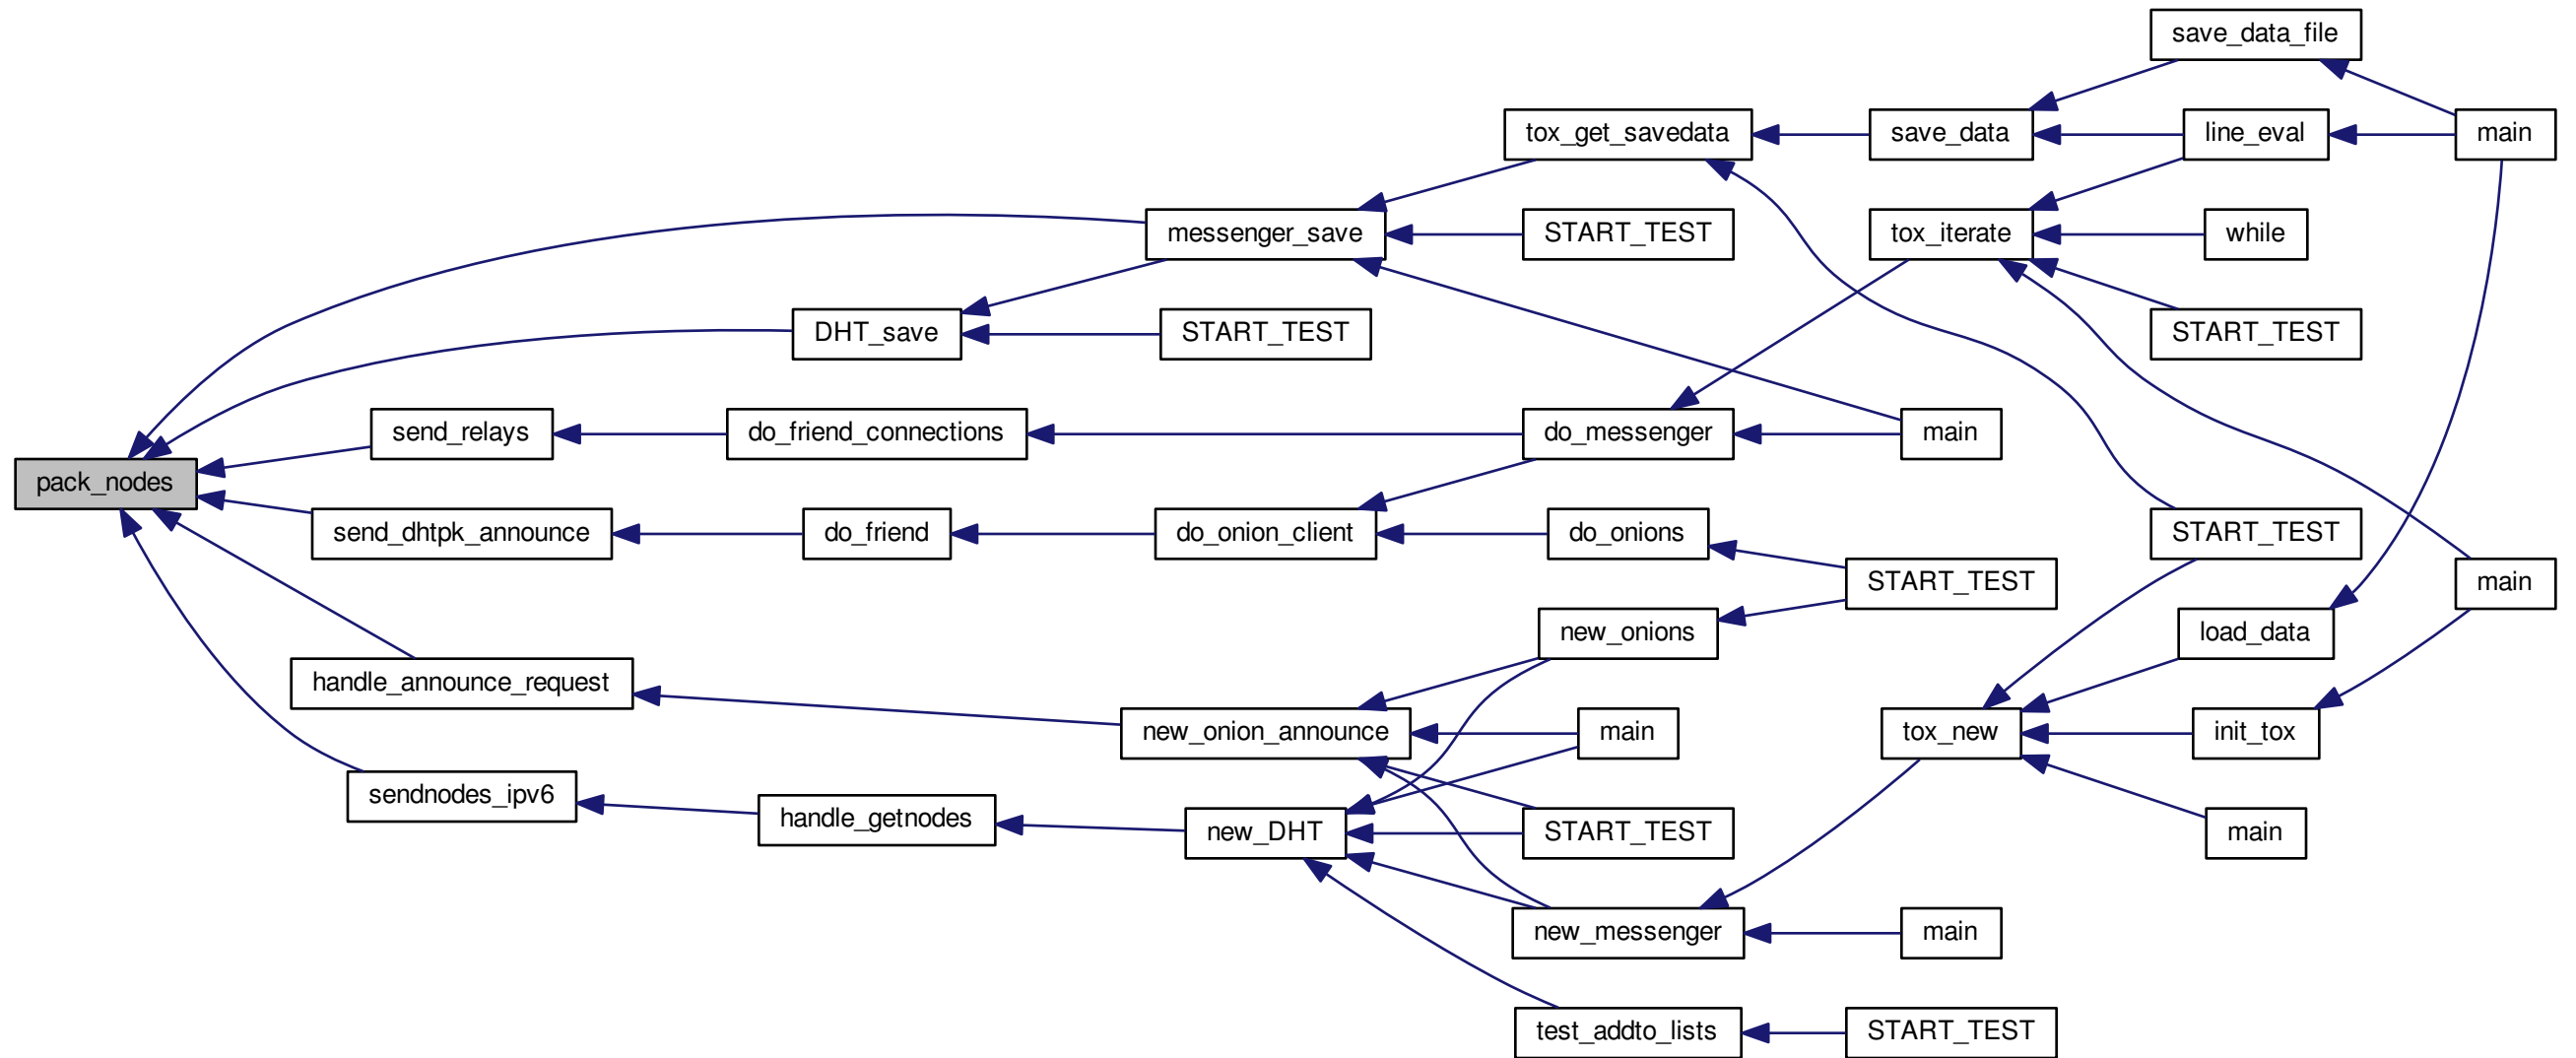 save_data_file
tox_get_savedata
save_data
line_eval
main
messenger_save
START_TEST
tox_iterate
while
DHT_save
START_TEST
START_TEST
send_relays
do_friend_connections
do_messenger
main
pack_nodes
send_dhtpk_announce
do_friend
do_onion_client
do_onions
START_TEST
START_TEST
main
new_onions
load_data
handle_announce_request
new_onion_announce
main
tox_new
init_tox
sendnodes_ipv6
handle_getnodes
new_DHT
START_TEST
main
new_messenger
main
test_addto_lists
START_TEST